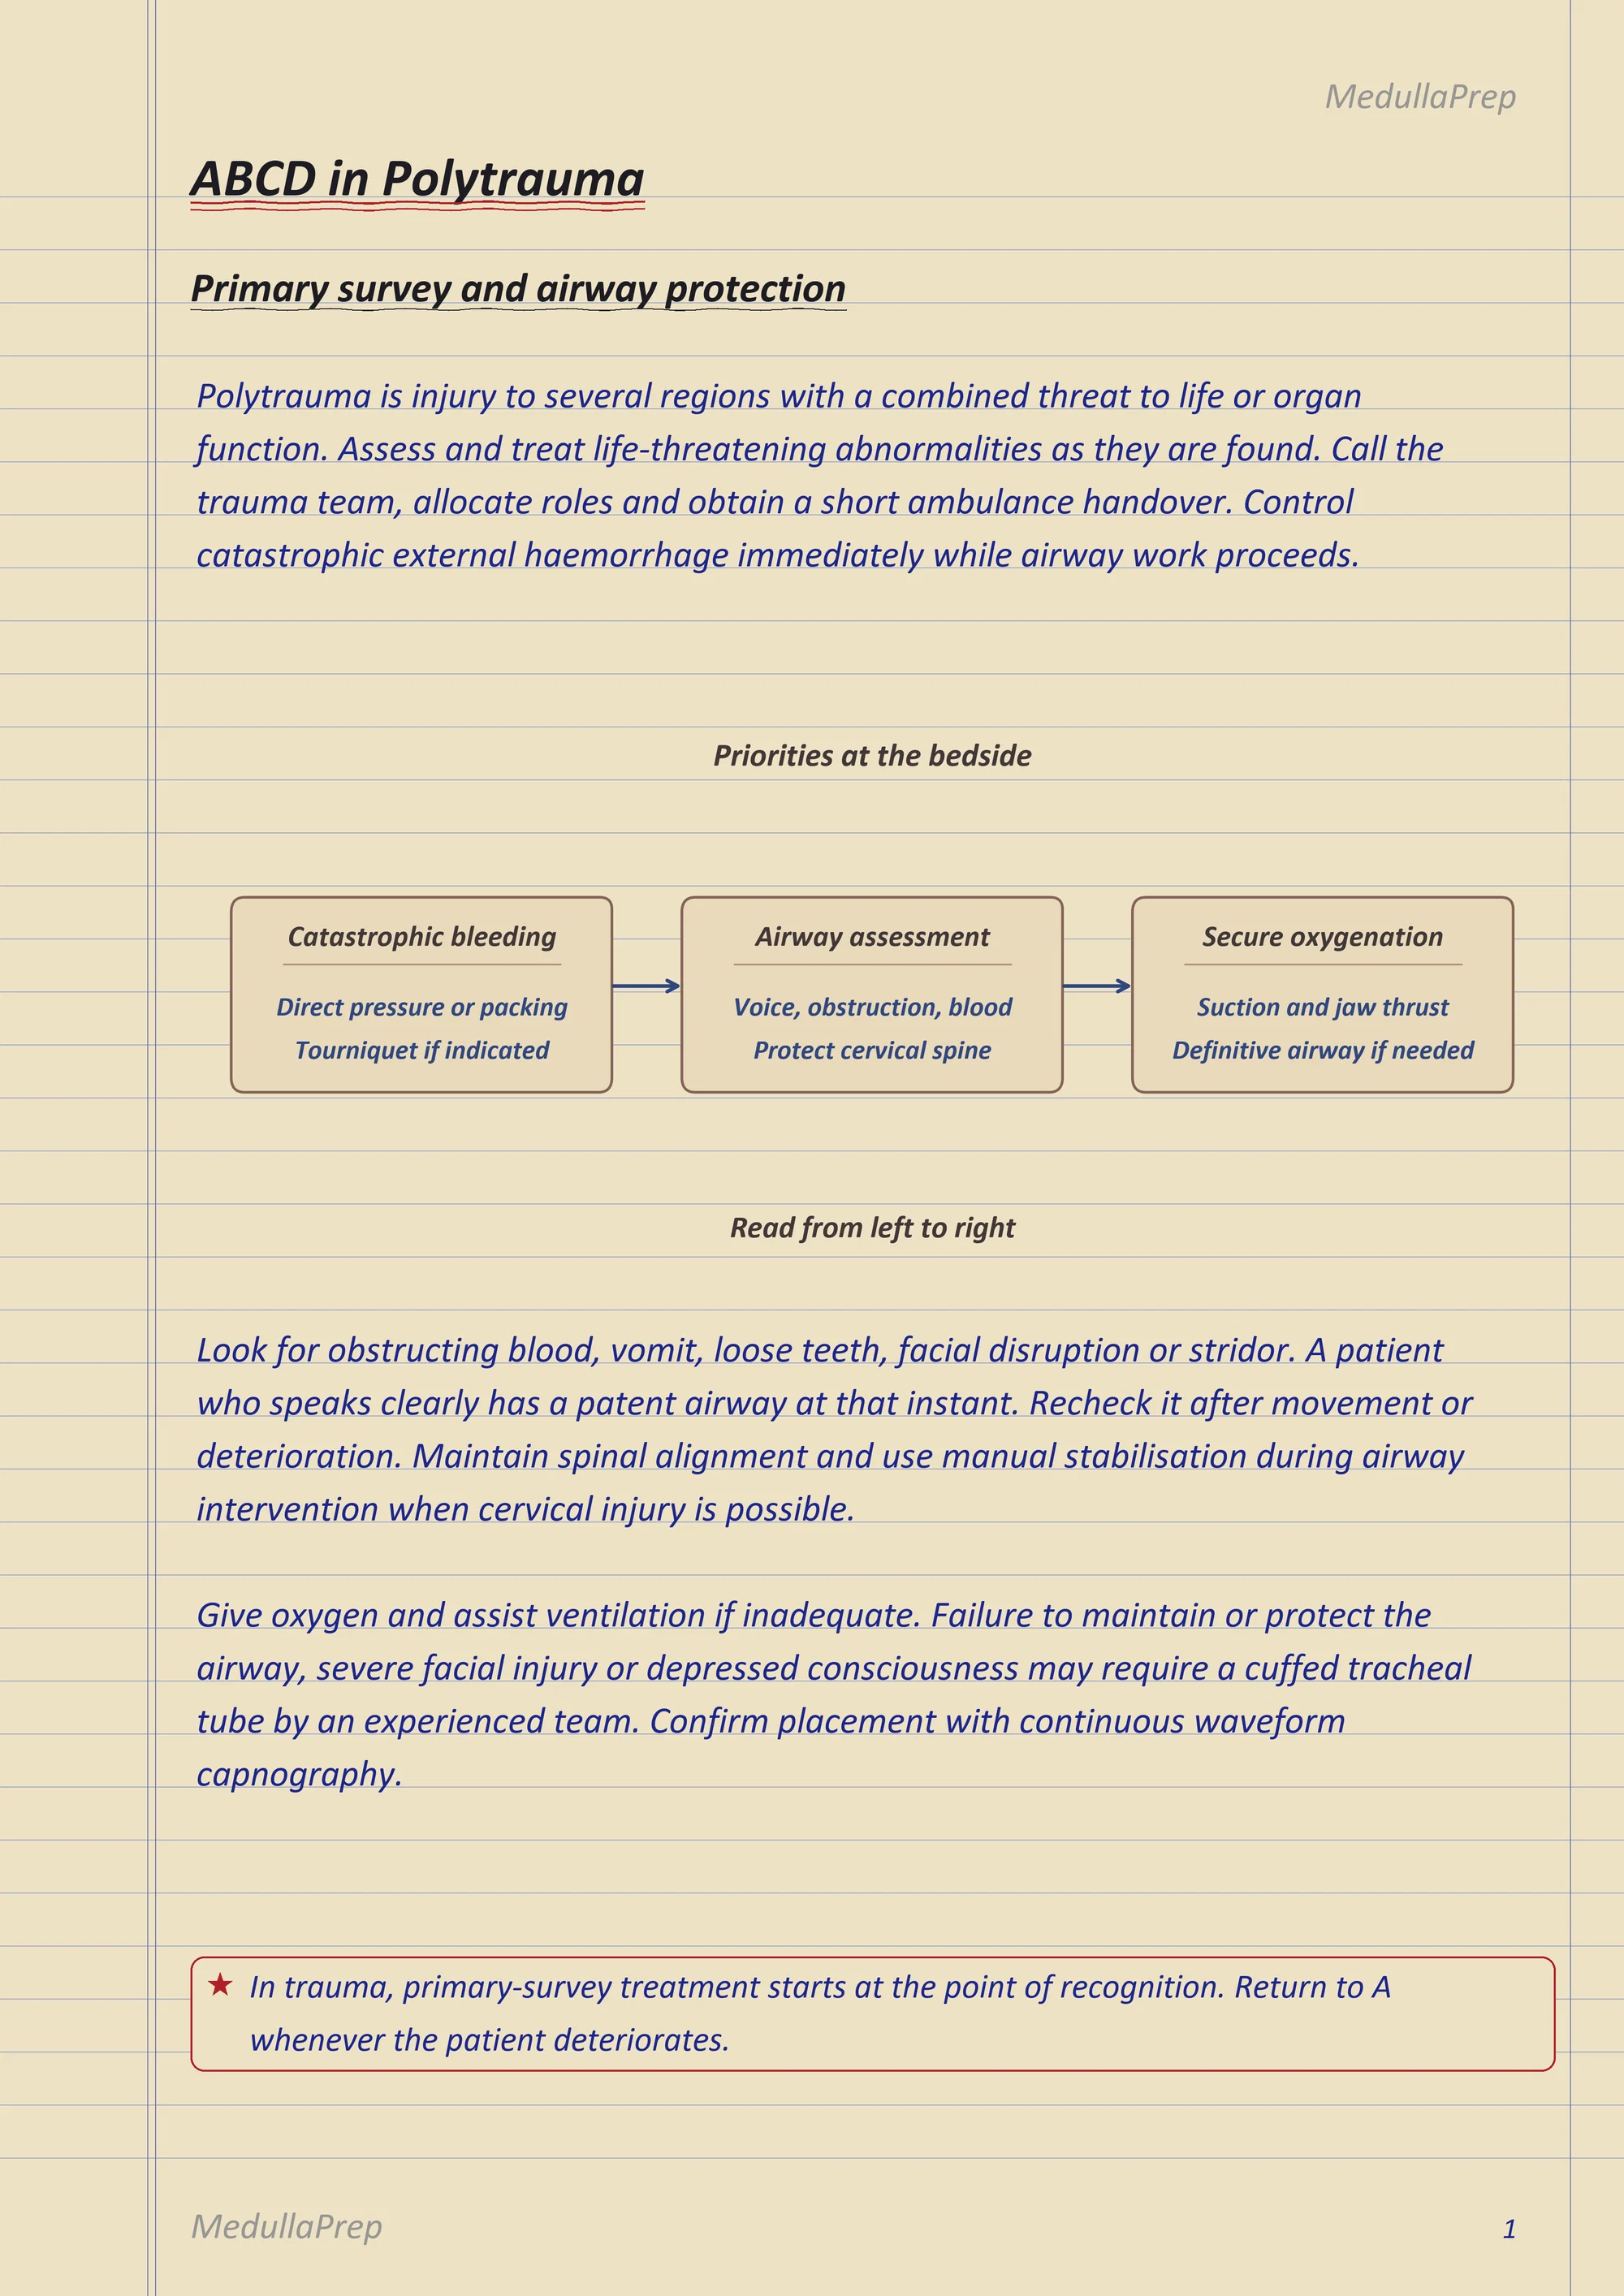 MedullaPrep
ABCD in Polytrauma
Primary survey and airway protection
Polytrauma is injury to several regions with a combined threat to life or organ
function. Assess and treat life-threatening abnormalities as they are found. Call the
trauma team, allocate roles and obtain a short ambulance handover. Control
catastrophic external haemorrhage immediately while airway work proceeds.
Priorities at the bedside
Catastrophic bleeding
Direct pressure or packing
Tourniquet if indicated
Airway assessment
Voice, obstruction, blood
Protect cervical spine
Secure oxygenation
Suction and jaw thrust
Definitive airway if needed
Read from left to right
Look for obstructing blood, vomit, loose teeth, facial disruption or stridor. A patient
who speaks clearly has a patent airway at that instant. Recheck it after movement or
deterioration. Maintain spinal alignment and use manual stabilisation during airway
intervention when cervical injury is possible.
Give oxygen and assist ventilation if inadequate. Failure to maintain or protect the
airway, severe facial injury or depressed consciousness may require a cuffed tracheal
tube by an experienced team. Confirm placement with continuous waveform
capnography.
★ In trauma, primary-survey treatment starts at the point of recognition. Return to A
whenever the patient deteriorates.
MedullaPrep
1